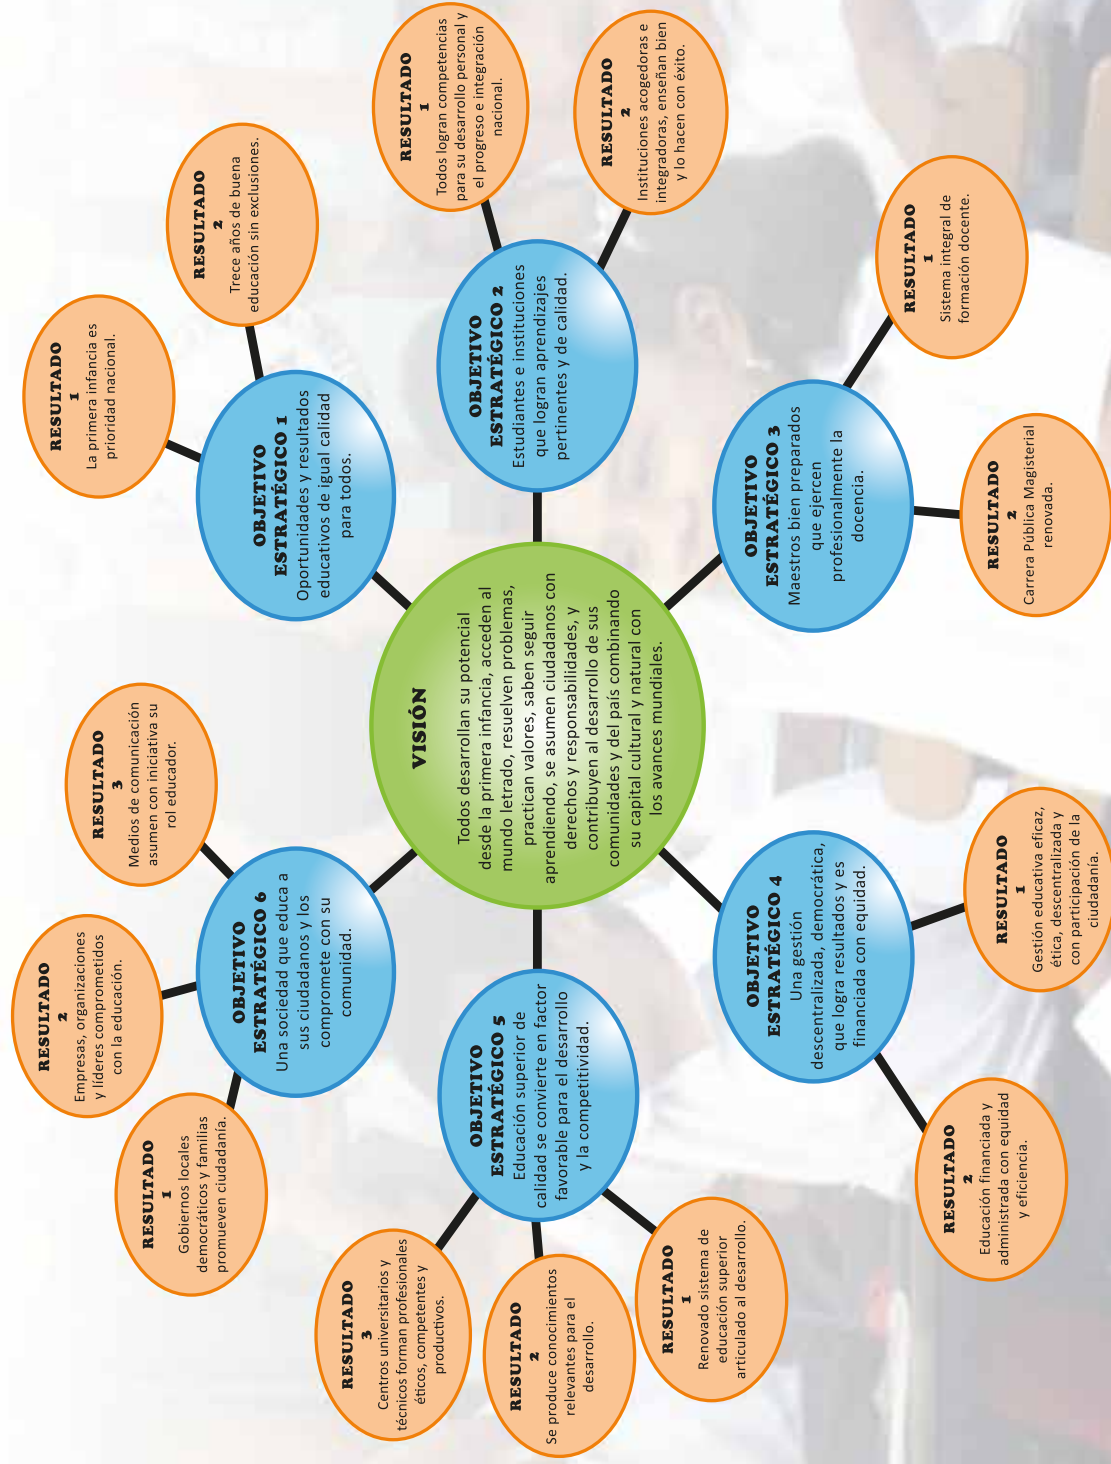 VISIÓN
Todos desarrollan su potencial
desde la primera infancia, acceden al
mundo letrado, resuelven problemas,
practican valores, saben seguir
aprendiendo, se asumen ciudadanos con
derechos y responsabilidades, y
contribuyen al desarrollo de sus
comunidades y del país combinando
su capital cultural y natural con
los avances mundiales.
OBJETIVO
ESTRATÉGICO 1
Oportunidades y resultados
educativos de igual calidad
para todos.
RESULTADO
1
La primera infancia es
prioridad nacional.
RESULTADO
2
Trece años de buena
educación sin exclusiones.
OBJETIVO
ESTRATÉGICO 2
Estudiantes e instituciones
que logran aprendizajes
pertinentes y de calidad.
RESULTADO
1
Todos logran competencias
para su desarrollo personal y
el progreso e integración
nacional.
RESULTADO
2
Instituciones acogedoras e
integradoras, enseñan bien
y lo hacen con éxito.
OBJETIVO
ESTRATÉGICO 3
Maestros bien preparados
que ejercen
profesionalmente la
docencia.
RESULTADO
1
Sistema integral de
formación docente.
RESULTADO
2
Carrera Pública Magisterial
renovada.
OBJETIVO
ESTRATÉGICO 4
Una gestión
descentralizada, democrática,
que logra resultados y es
financiada con equidad.
RESULTADO
1
Gestión educativa eficaz,
ética, descentralizada y
con participación de la
ciudadanía.
RESULTADO
2
Educación financiada y
administrada con equidad
y eficiencia.
OBJETIVO
ESTRATÉGICO 5
Educación superior de
calidad se convierte en factor
favorable para el desarrollo
y la competitividad.
RESULTADO
1
Renovado sistema de
educación superior
articulado al desarrollo.
RESULTADO
2
Se produce conocimientos
relevantes para el
desarrollo.
RESULTADO
3
Centros universitarios y
técnicos forman profesionales
éticos, competentes y
productivos.
OBJETIVO
ESTRATÉGICO 6
Una sociedad que educa a
sus ciudadanos y los
compromete con su
comunidad.
RESULTADO
1
Gobiernos locales
democráticos y familias
promueven ciudadanía.
RESULTADO
2
Empresas, organizaciones
y líderes comprometidos
con la educación.
RESULTADO
3
Medios de comunicación
asumen con iniciativa su
rol educador.